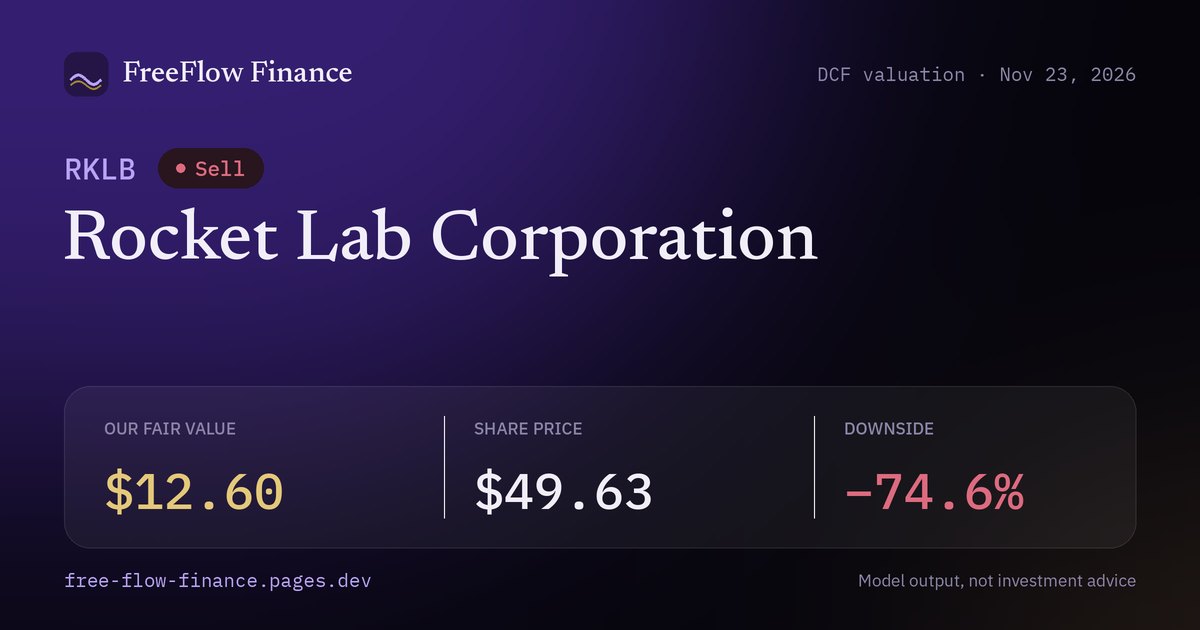 FreeFlow Finance
DCF valuation · Nov 23, 2026
RKLB
Sell
Rocket Lab Corporation
OUR FAIR VALUE
$12.60
SHARE PRICE
$49.63
DOWNSIDE
−74.6%
free-flow-finance.pages.dev
Model output, not investment advice